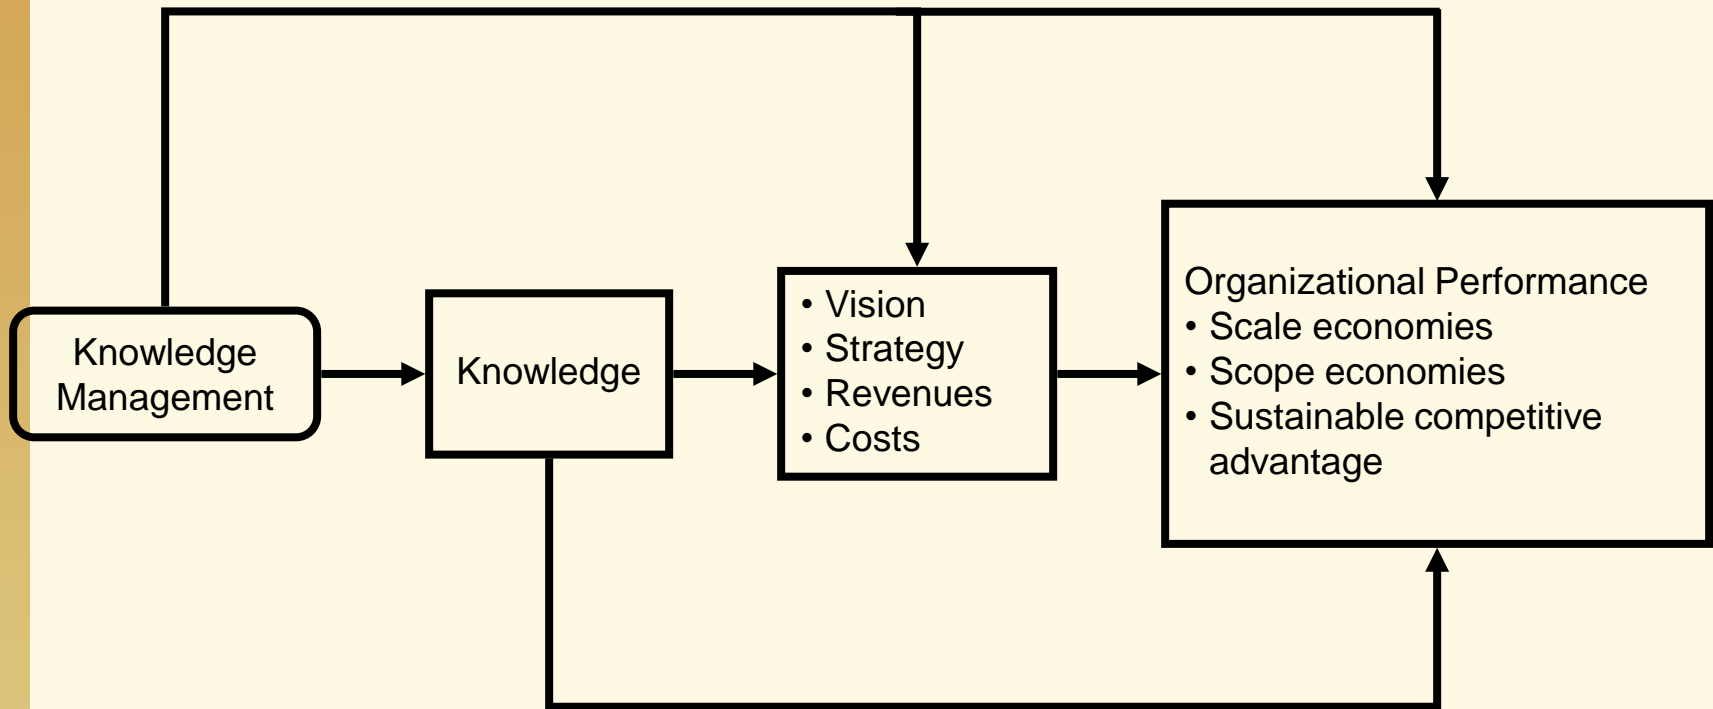 Knowledge
Management
Knowledge
• Vision
• Strategy
• Revenues
• Costs
Organizational Performance
• Scale economies
• Scope economies
• Sustainable competitive
advantage